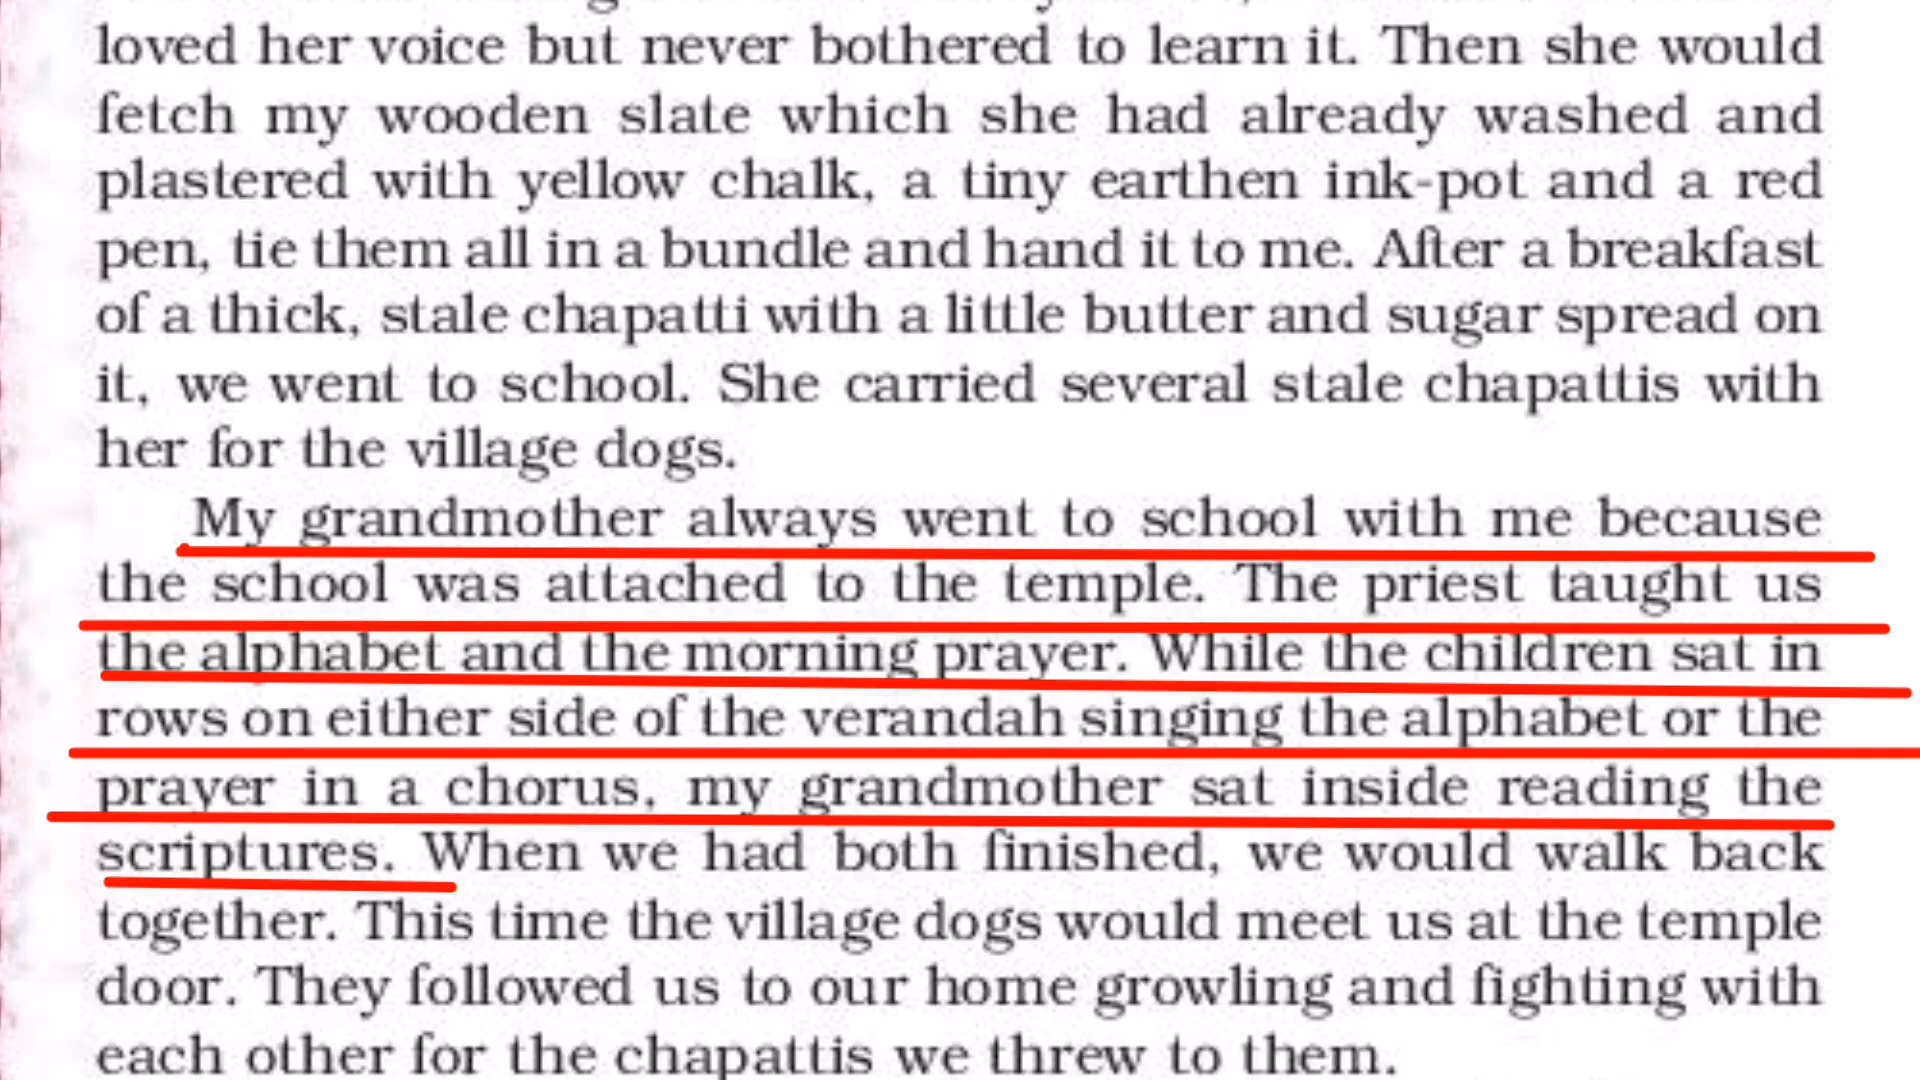 loved her voice but never bothered to learn it. Then she would
fetch my wooden slate which she had already washed and
plastered with yellow chalk, a tiny earthen ink-pot and a red
pen, tie them all in a bundle and hand it to me. After a breakfast
of a thick, stale chapatti with a little butter and sugar spread on
it, we went to school. She carried several stale chapattis with
her for the village dogs.
My grandmother always went to school with me because
the school was attached to the temple. The priest taught us
the alphabet and the morning prayer. While the children sat in
rows on either side of the verandah singing the alphabet or the
prayer in a chorus, my grandmother sat inside reading the
scriptures. When we had both finished, we would walk back
together. This time the village dogs would meet us at the temple
door. They followed us to our home growling and fighting with
each other for the chapattis we threw to them.